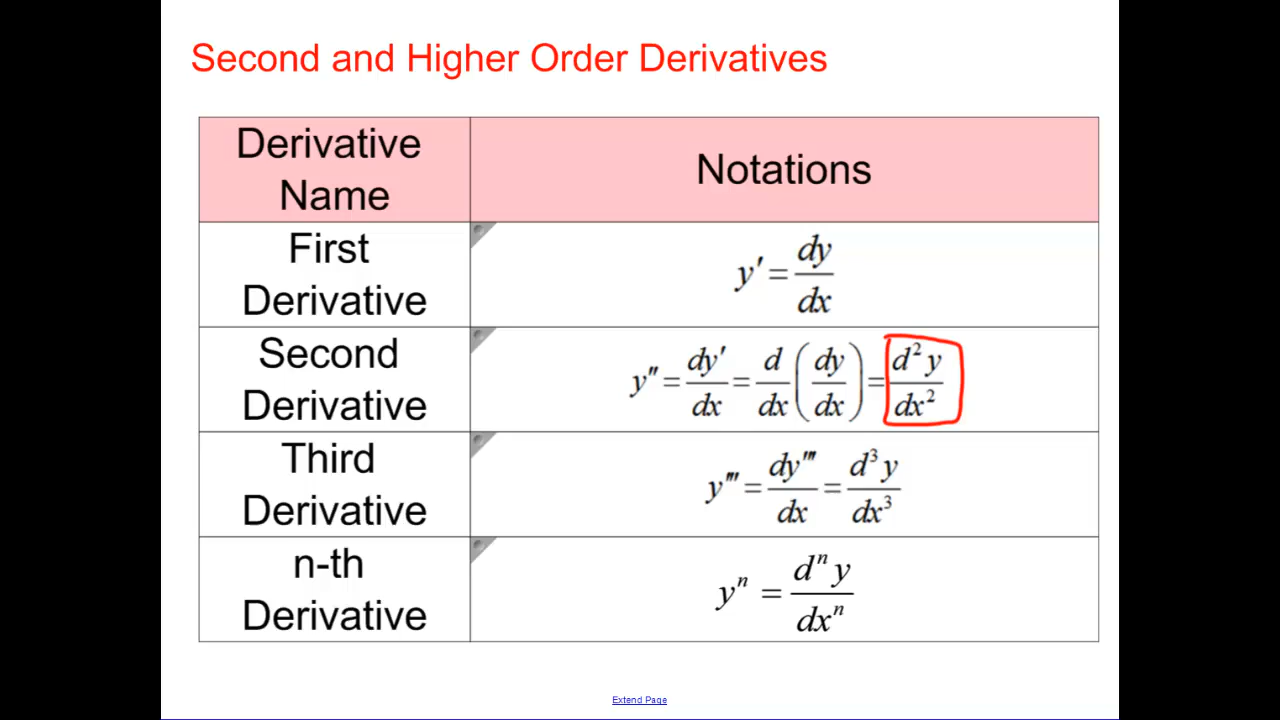 Second and Higher Order Derivatives
Derivative
Name
Notations
First
Derivative
y′ = dy/dx
Second
Derivative
y″ = dy′/dx = d/dx (dy/dx) = d²y/dx²
Third
Derivative
y‴ = dy‴/dx = d³y/dx³
n-th
Derivative
yⁿ = dⁿy/dxⁿ
Extend Page